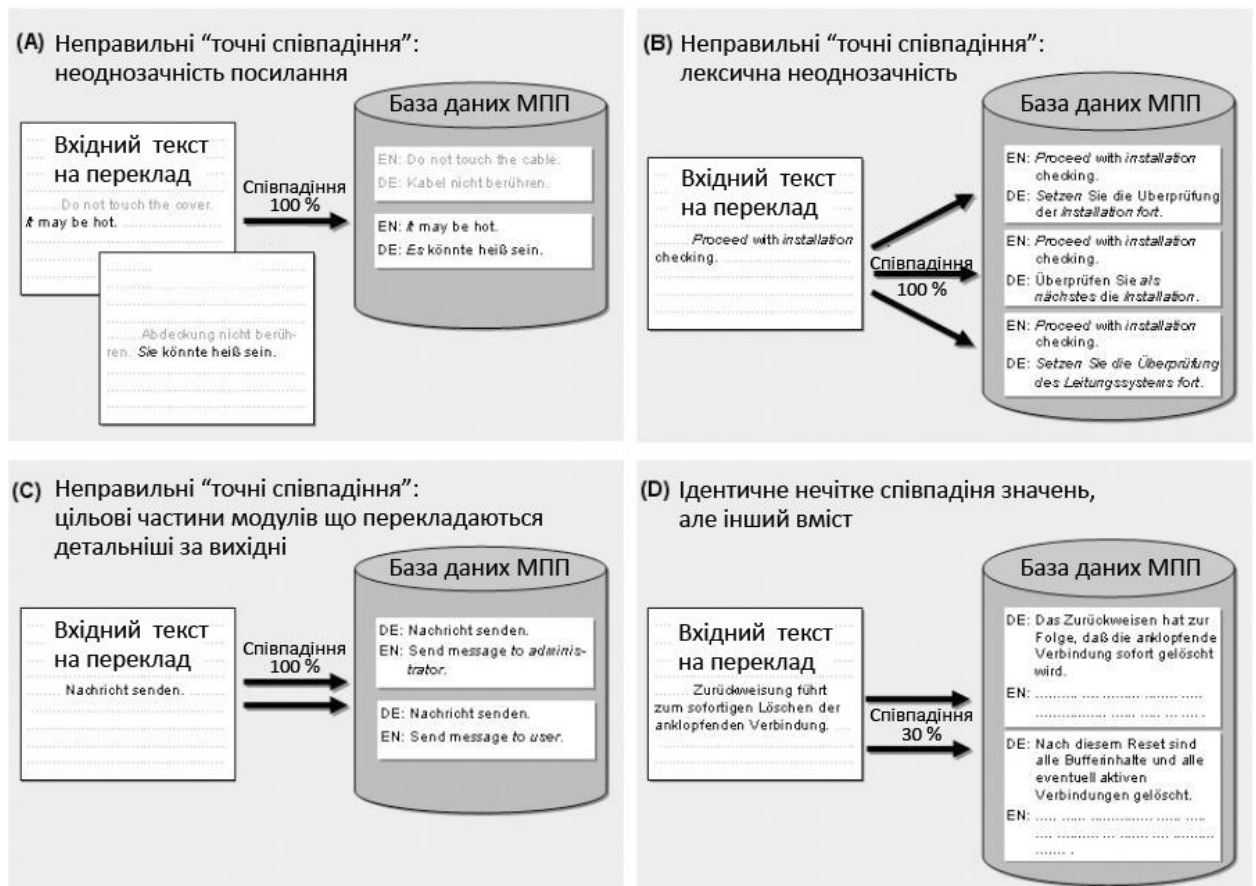 (A) Неправильні “точні співпадіння”:
неоднозначність посилання
База даних МПП
Вхідний текст
на переклад
Do not touch the cover.
It may be hot.
Співпадіння
100 %
EN: Do not touch the cable.
DE: Kabel nicht berühren.
EN: It may be hot.
DE: Es könnte heiß sein.
Abdeckung nicht berüh-
ren. Sie könnte heiß sein.
(B) Неправильні “точні співпадіння”:
лексична неоднозначність
База даних МПП
Вхідний текст
на переклад
Proceed with installation
checking.
Співпадіння
100 %
EN: Proceed with installation
checking.
DE: Setzen Sie die Uberprüfung
der Installation fort.
EN: Proceed with installation
checking.
DE: Überprüfen Sie als
nächstes die Installation.
EN: Proceed with installation
checking.
DE: Setzen Sie die Überprüfung
des Leitungssystems fort.
(C) Неправильні “точні співпадіння”:
цільові частини модулів що перекладаються
детальніші за вихідні
База даних МПП
Вхідний текст
на переклад
Nachricht senden.
Співпадіння
100 %
DE: Nachricht senden.
EN: Send message to adminis-
trator.
DE: Nachricht senden.
EN: Send message to user.
(D) Ідентичне нечітке співпадіня значень,
але інший вміст
База даних МПП
Вхідний текст
на переклад
Zurückweisung führt
zum sofortigen Löschen der
anklopfenden Verbindung.
Співпадіння
30 %
DE: Das Zurückweisen hat zur
Folge, daß die anklopfende
Verbindung sofort gelöscht
wird.
EN:
DE: Nach diesem Reset sind
alle Bufferinhalte und alle
eventuell aktiven
Verbindungen gelöscht.
EN: